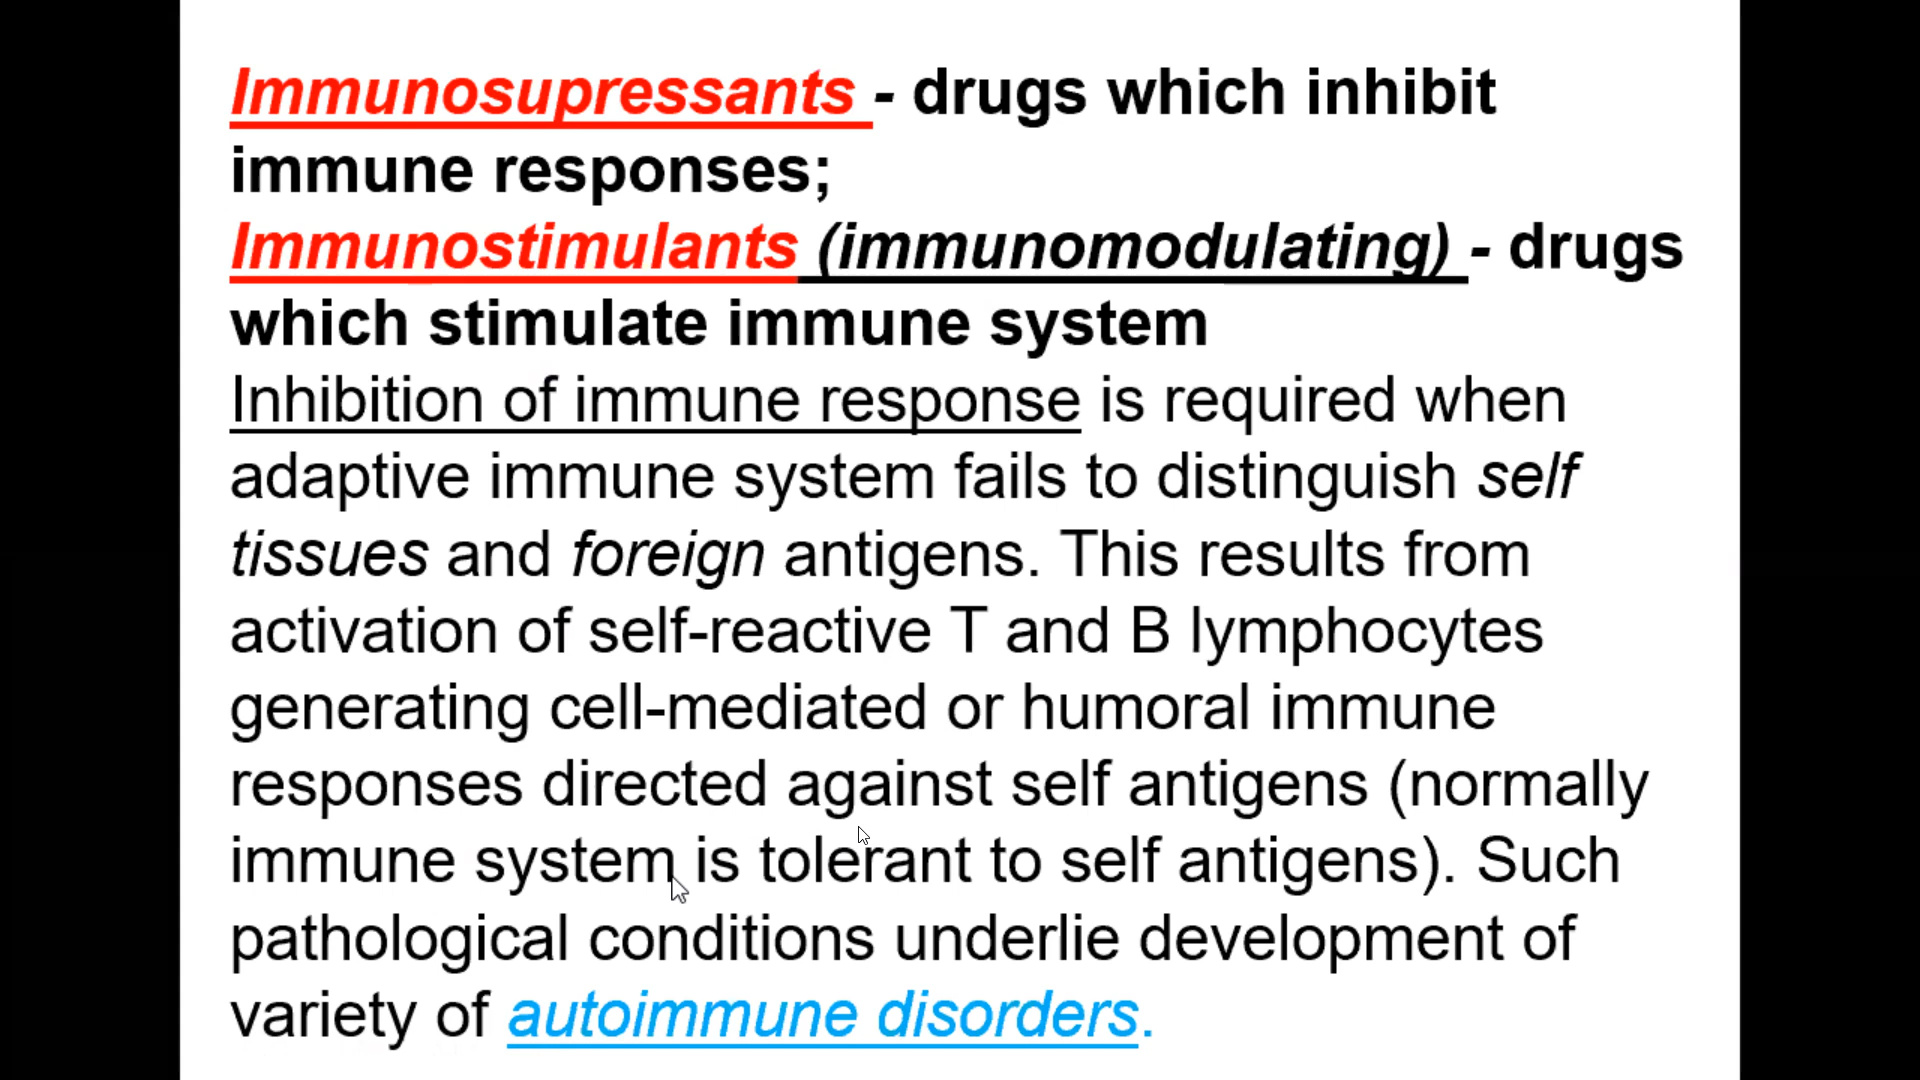 Immunosupressants - drugs which inhibit
immune responses;
Immunostimulants (immunomodulating) - drugs
which stimulate immune system
Inhibition of immune response is required when
adaptive immune system fails to distinguish self
tissues and foreign antigens. This results from
activation of self-reactive T and B lymphocytes
generating cell-mediated or humoral immune
responses directed against self antigens (normally
immune system is tolerant to self antigens). Such
pathological conditions underlie development of
variety of autoimmune disorders.